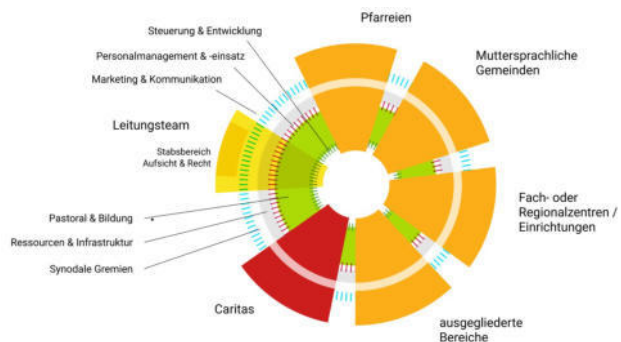 Pfarreien
Steuerung & Entwicklung
Personalmanagement & -einsatz
Marketing & Kommunikation
Muttersprachliche
Gemeinden
Leitungsteam
Stabsbereich
Aufsicht & Recht
Pastoral & Bildung
Ressourcen & Infrastruktur
Synodale Gremien
Fach- oder
Regionalzentren /
Einrichtungen
Caritas
ausgegliederte
Bereiche